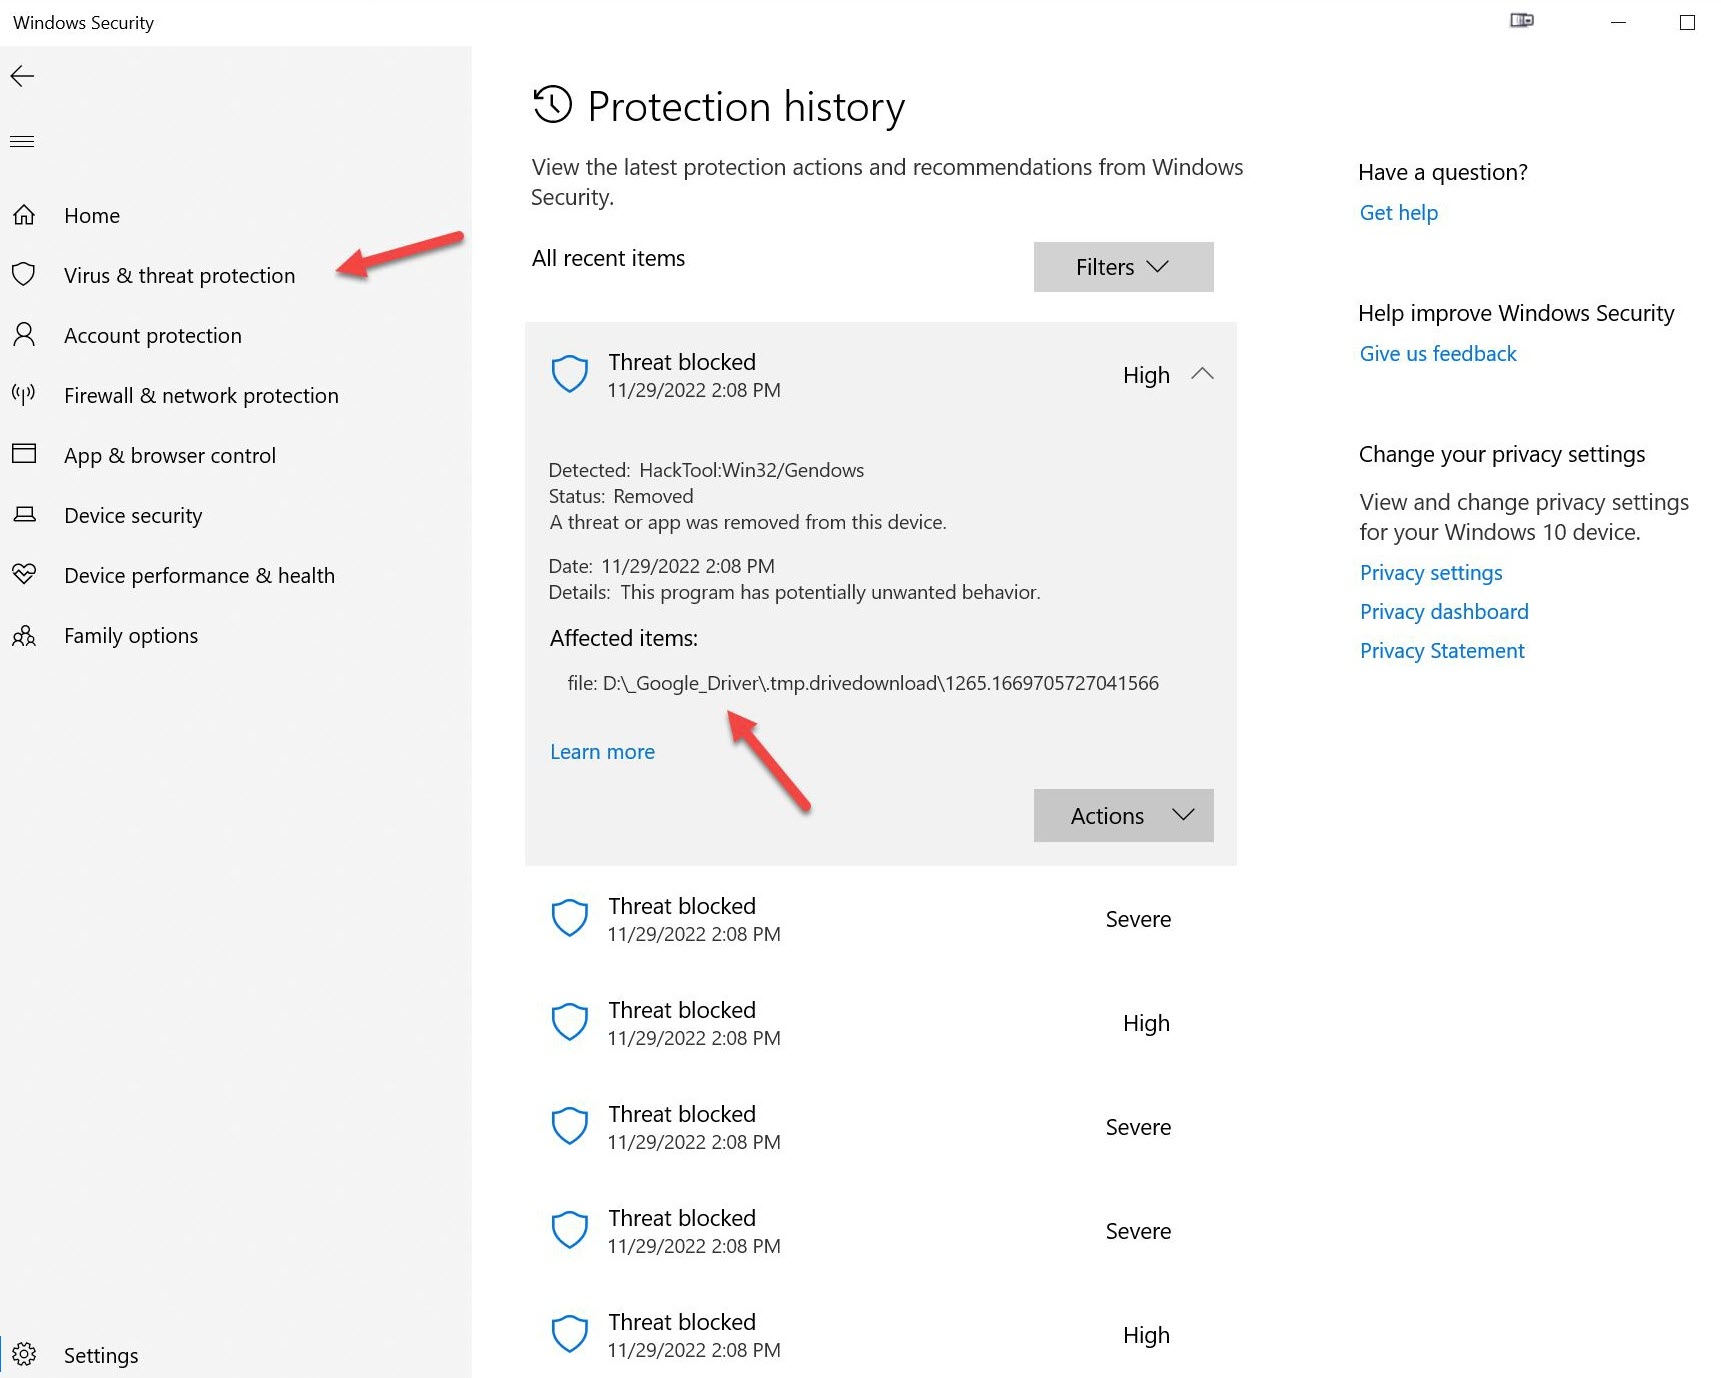 Windows Security
Home
Virus & threat protection
Account protection
Firewall & network protection
App & browser control
Device security
Device performance & health
Family options
Settings
Protection history
View the latest protection actions and recommendations from Windows
Security.
All recent items
Filters
Threat blocked
11/29/2022 2:08 PM
High
Detected: HackTool:Win32/Gendows
Status: Removed
A threat or app was removed from this device.
Date: 11/29/2022 2:08 PM
Details: This program has potentially unwanted behavior.
Affected items:
file: D:\_Google_Driver\.tmp.drivedownload\1265.1669705727041566
Learn more
Actions
Threat blocked
11/29/2022 2:08 PM
Severe
Threat blocked
11/29/2022 2:08 PM
High
Threat blocked
11/29/2022 2:08 PM
Severe
Threat blocked
11/29/2022 2:08 PM
Severe
Threat blocked
11/29/2022 2:08 PM
High
Have a question?
Get help
Help improve Windows Security
Give us feedback
Change your privacy settings
View and change privacy settings
for your Windows 10 device.
Privacy settings
Privacy dashboard
Privacy Statement